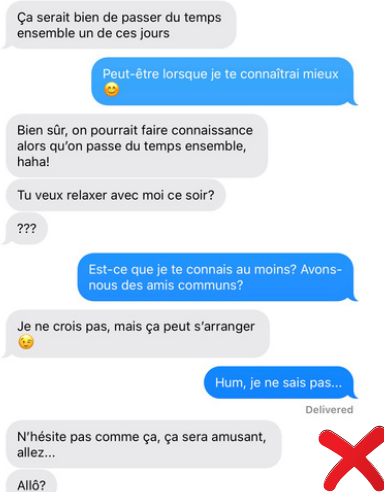 Ça serait bien de passer du temps
ensemble un de ces jours
Peut-être lorsque je te connaîtrai mieux
😊
Bien sûr, on pourrait faire connaissance
alors qu'on passe du temps ensemble,
haha!
Tu veux relaxer avec moi ce soir?
???
Est-ce que je te connais au moins? Avons-
nous des amis communs?
Je ne crois pas, mais ça peut s'arranger
😉
Hum, je ne sais pas...
Delivered
N'hésite pas comme ça, ça sera amusant,
allez...
Allô?